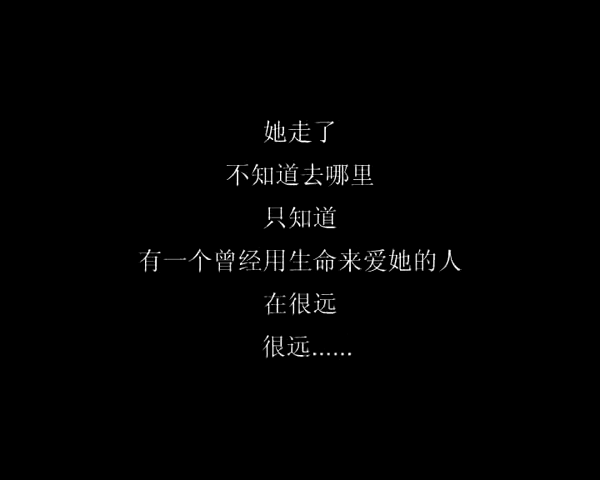 她走了
不知道去哪里
只知道
有一个曾经用生命来爱她的人
在很远
很远......